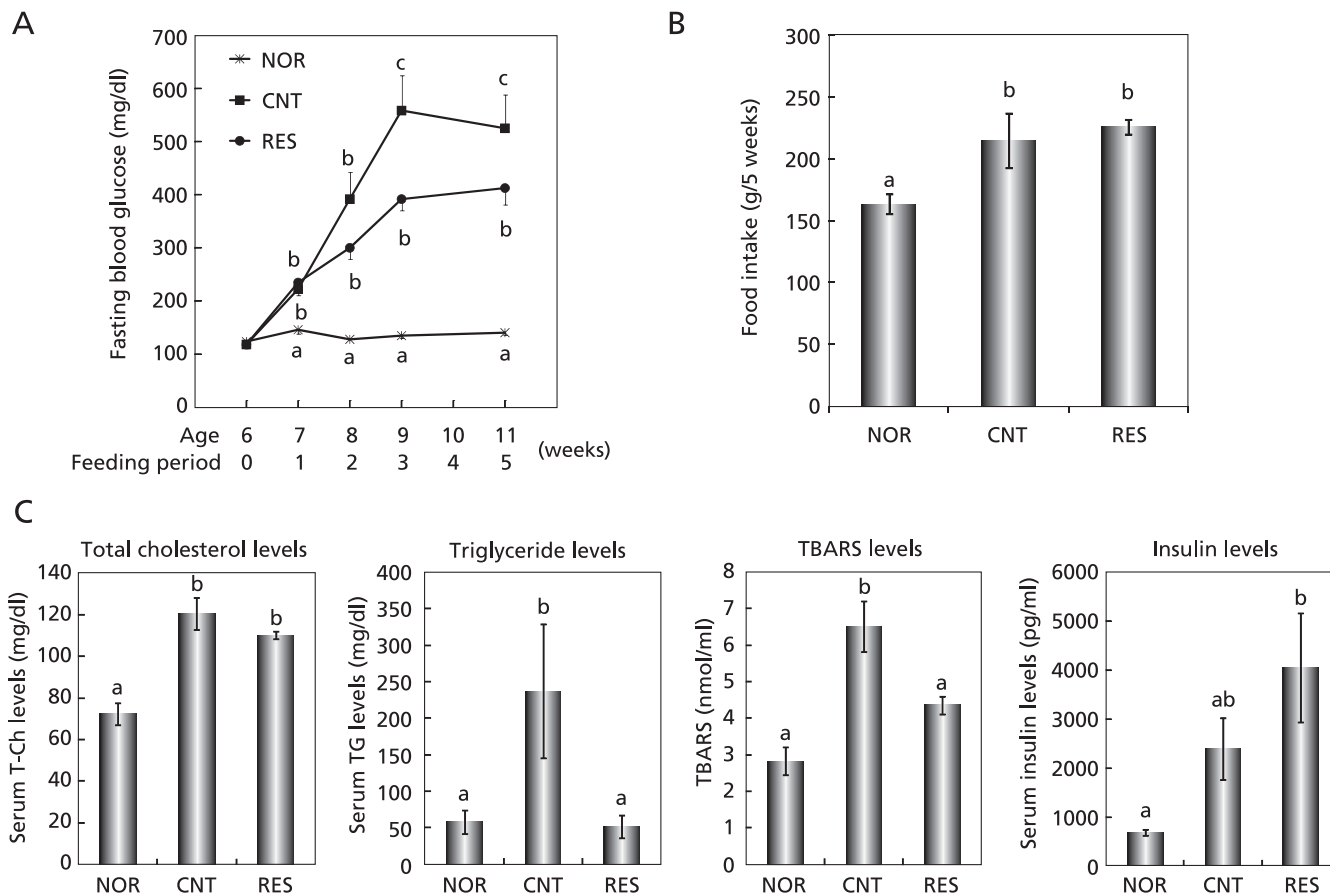 A
Fasting blood glucose (mg/dl)
700
600
500
400
300
200
100
0
NOR
CNT
RES
c
c
b
b
b
b
b
b
a
a
a
a
Age 6 7 8 9 10 11
Feeding period 0 1 2 3 4 5
(weeks)
B
Food intake (g/5 weeks)
300
250
200
150
100
50
0
a
b
b
NOR CNT RES
C
Total cholesterol levels
Serum T-Ch levels (mg/dl)
140
120
100
80
60
40
20
0
a
b
b
NOR CNT RES
Triglyceride levels
Serum TG levels (mg/dl)
400
350
300
250
200
150
100
50
0
a
b
a
NOR CNT RES
TBARS levels
TBARS (nmol/ml)
8
7
6
5
4
3
2
1
0
a
b
a
NOR CNT RES
Insulin levels
Serum insulin levels (pg/ml)
6000
5000
4000
3000
2000
1000
0
a
ab
b
NOR CNT RES